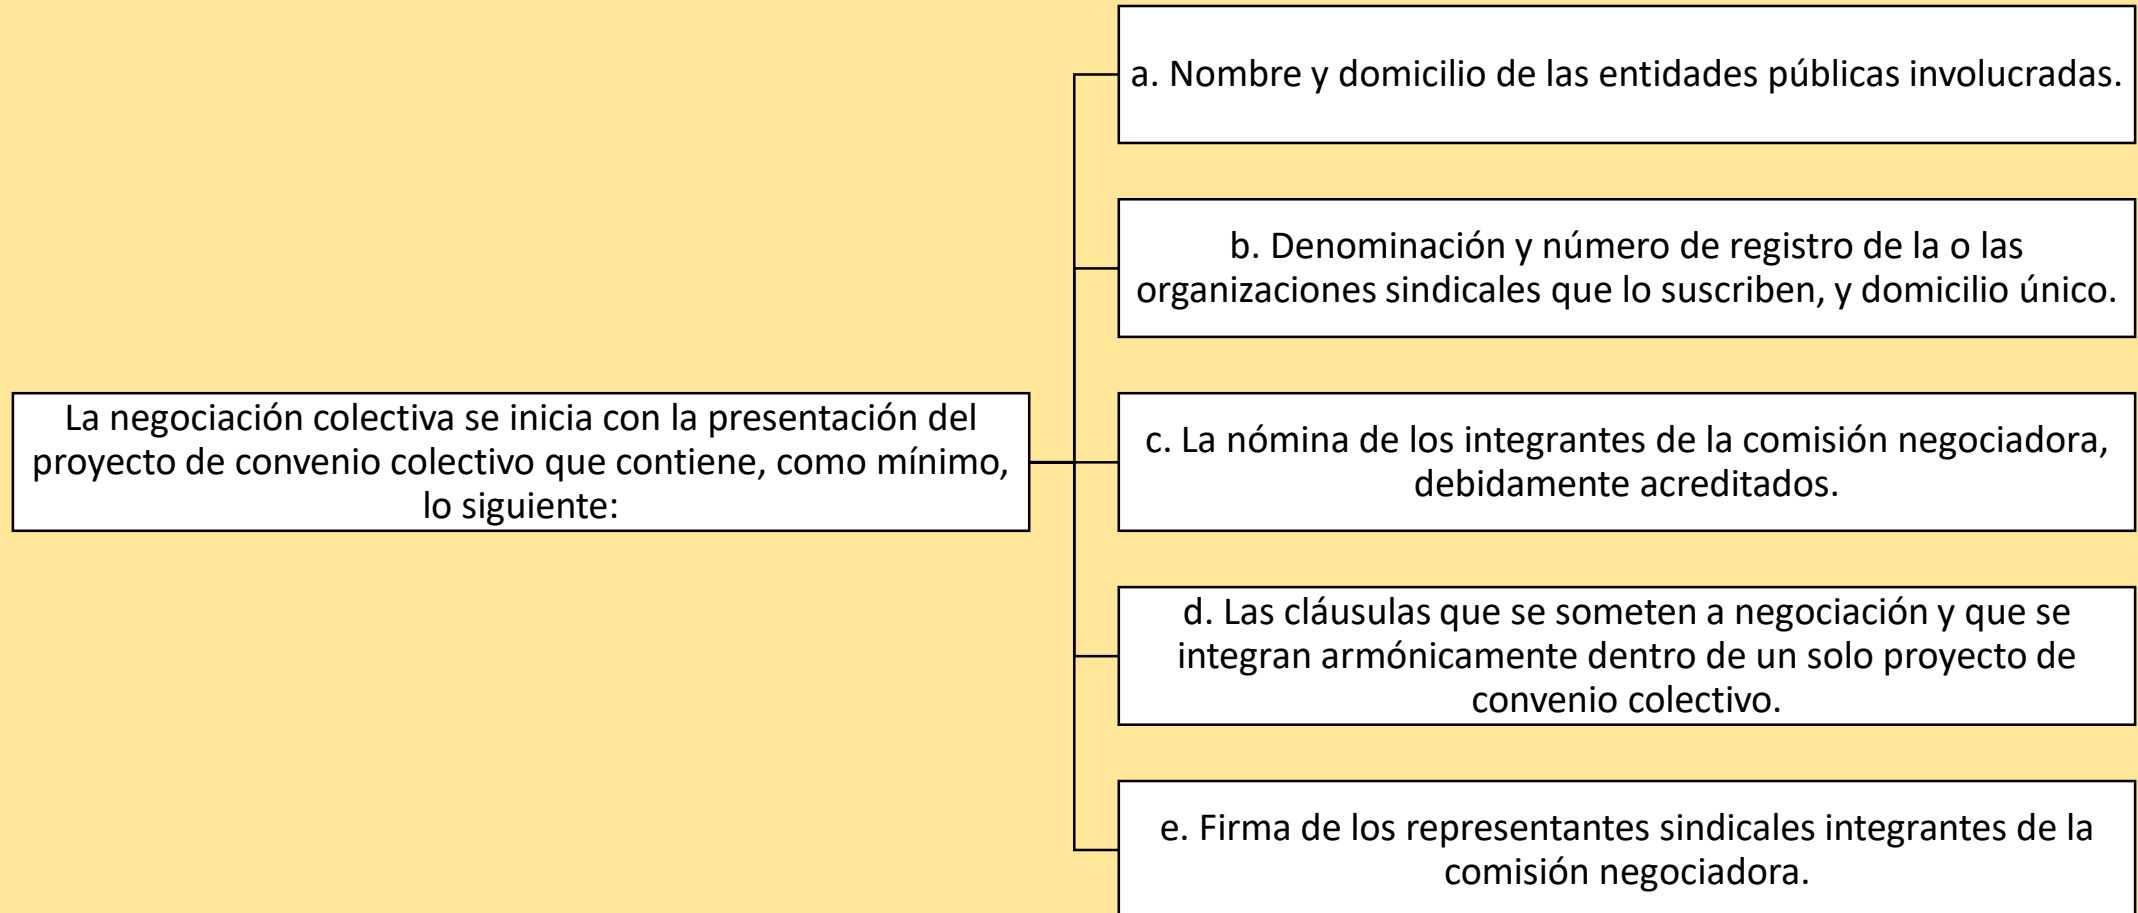 La negociación colectiva se inicia con la presentación del
proyecto de convenio colectivo que contiene, como mínimo,
lo siguiente:
a. Nombre y domicilio de las entidades públicas involucradas.
b. Denominación y número de registro de la o las
organizaciones sindicales que lo suscriben, y domicilio único.
c. La nómina de los integrantes de la comisión negociadora,
debidamente acreditados.
d. Las cláusulas que se someten a negociación y que se
integran armónicamente dentro de un solo proyecto de
convenio colectivo.
e. Firma de los representantes sindicales integrantes de la
comisión negociadora.